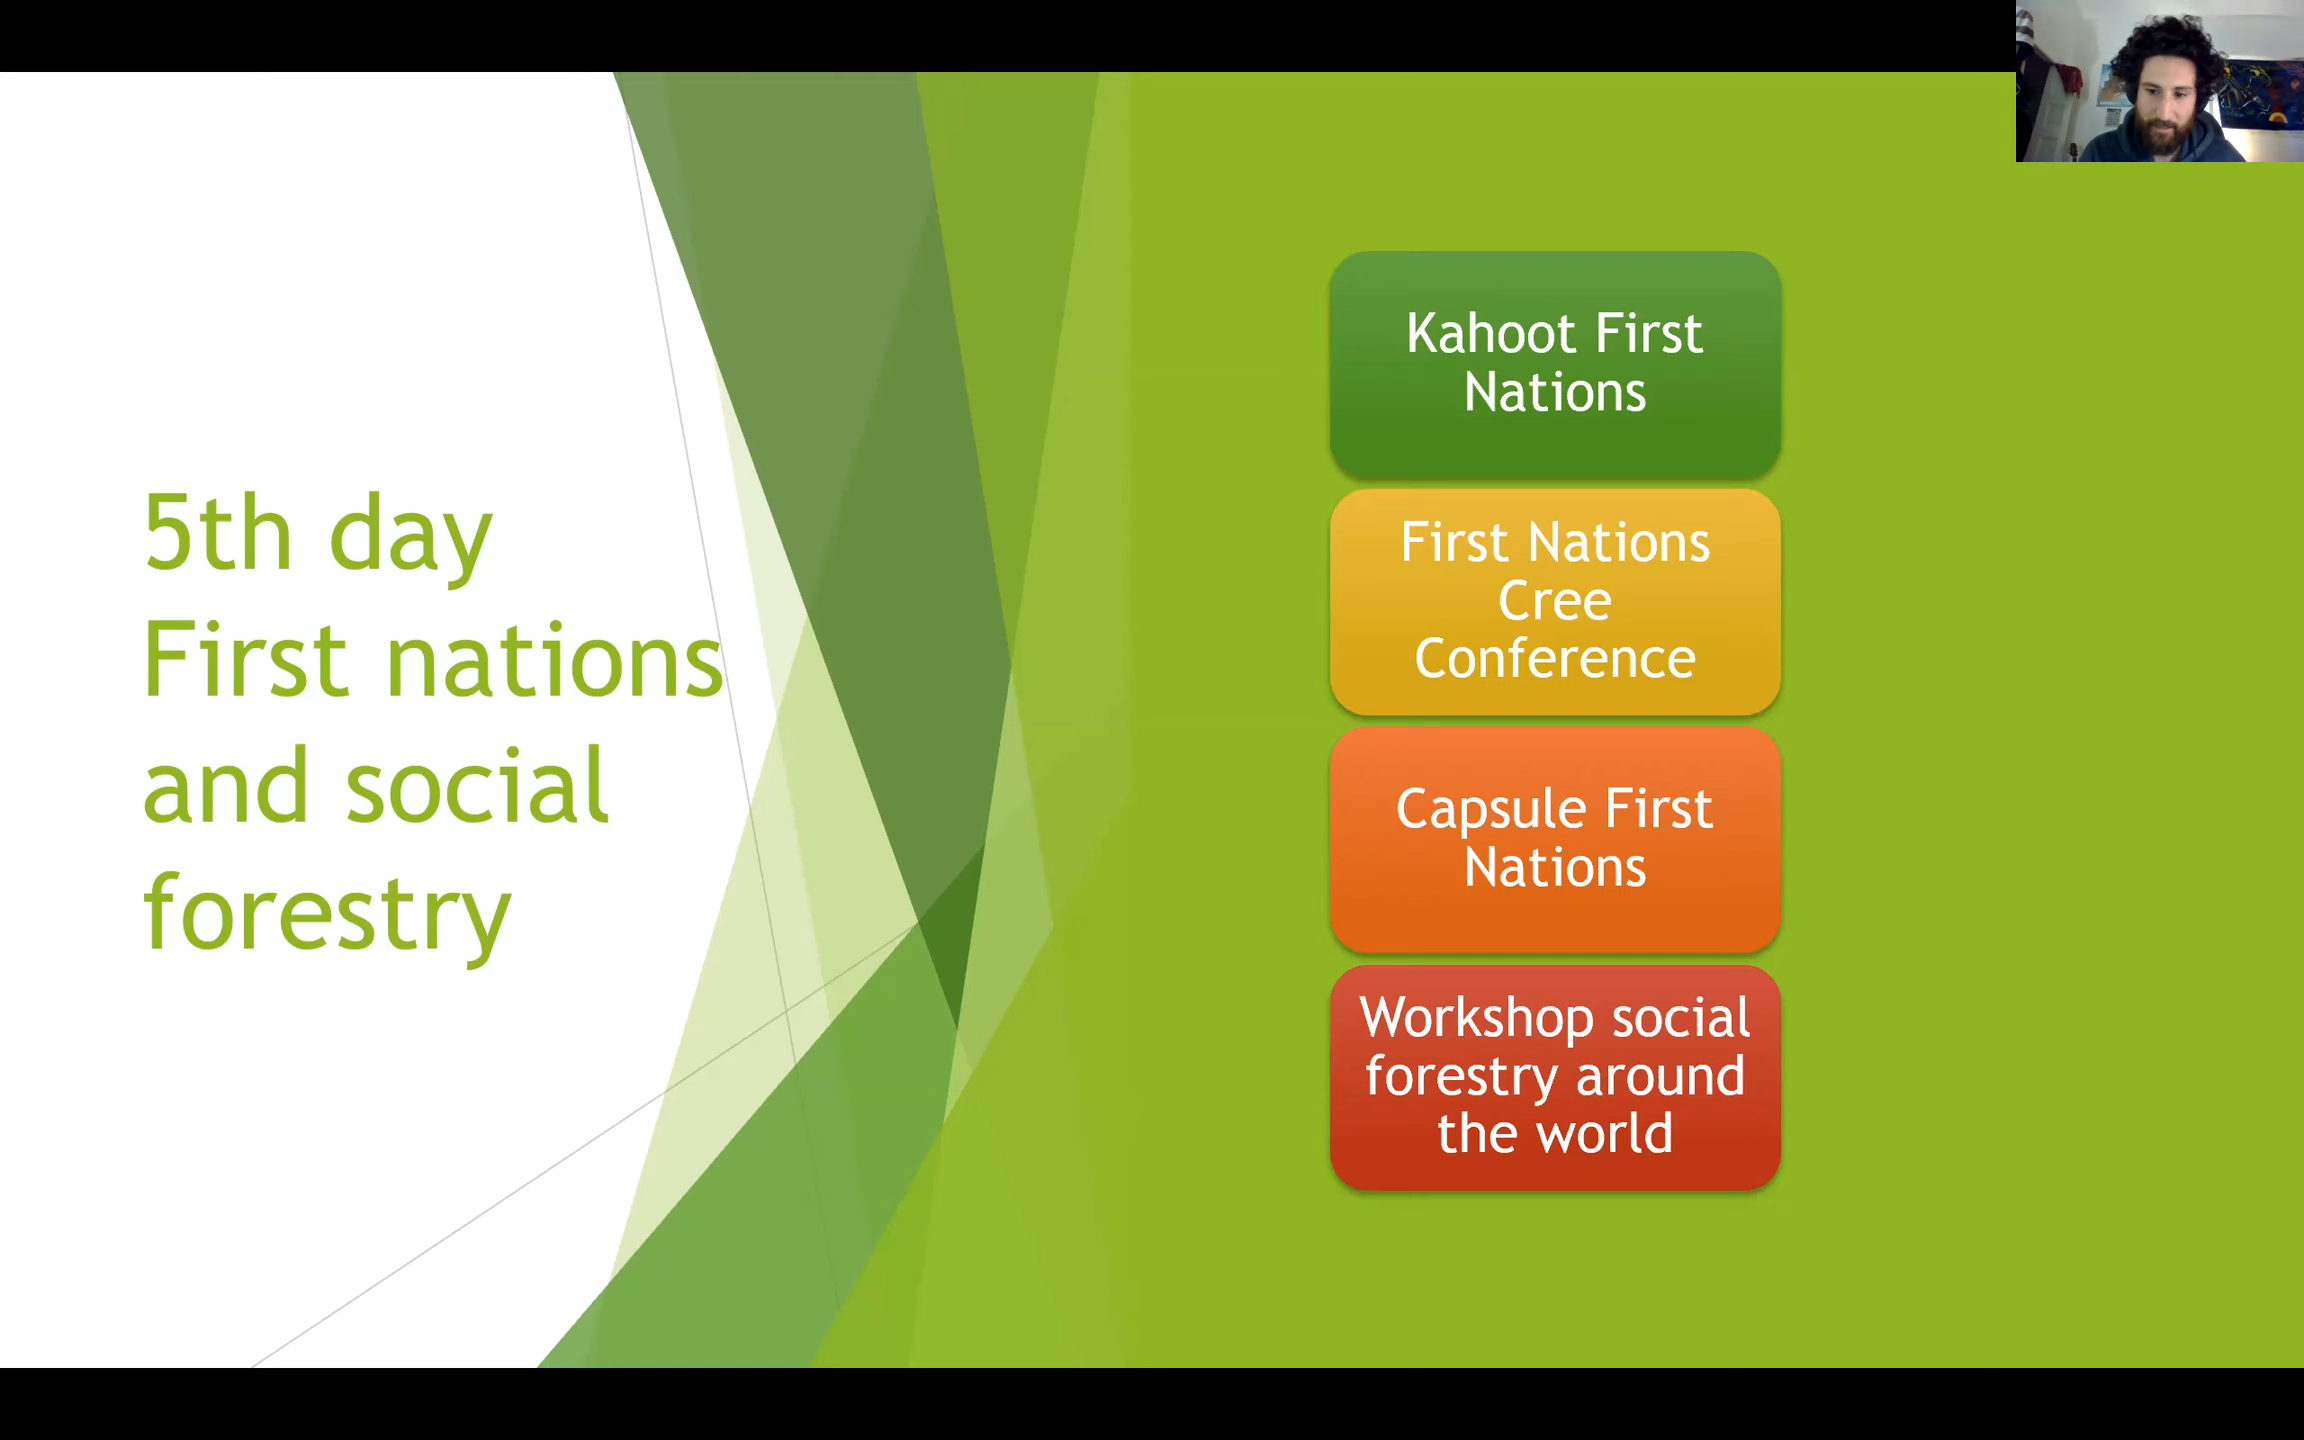 5th day
First nations
and social
forestry
Kahoot First
Nations
First Nations
Cree
Conference
Capsule First
Nations
Workshop social
forestry around
the world